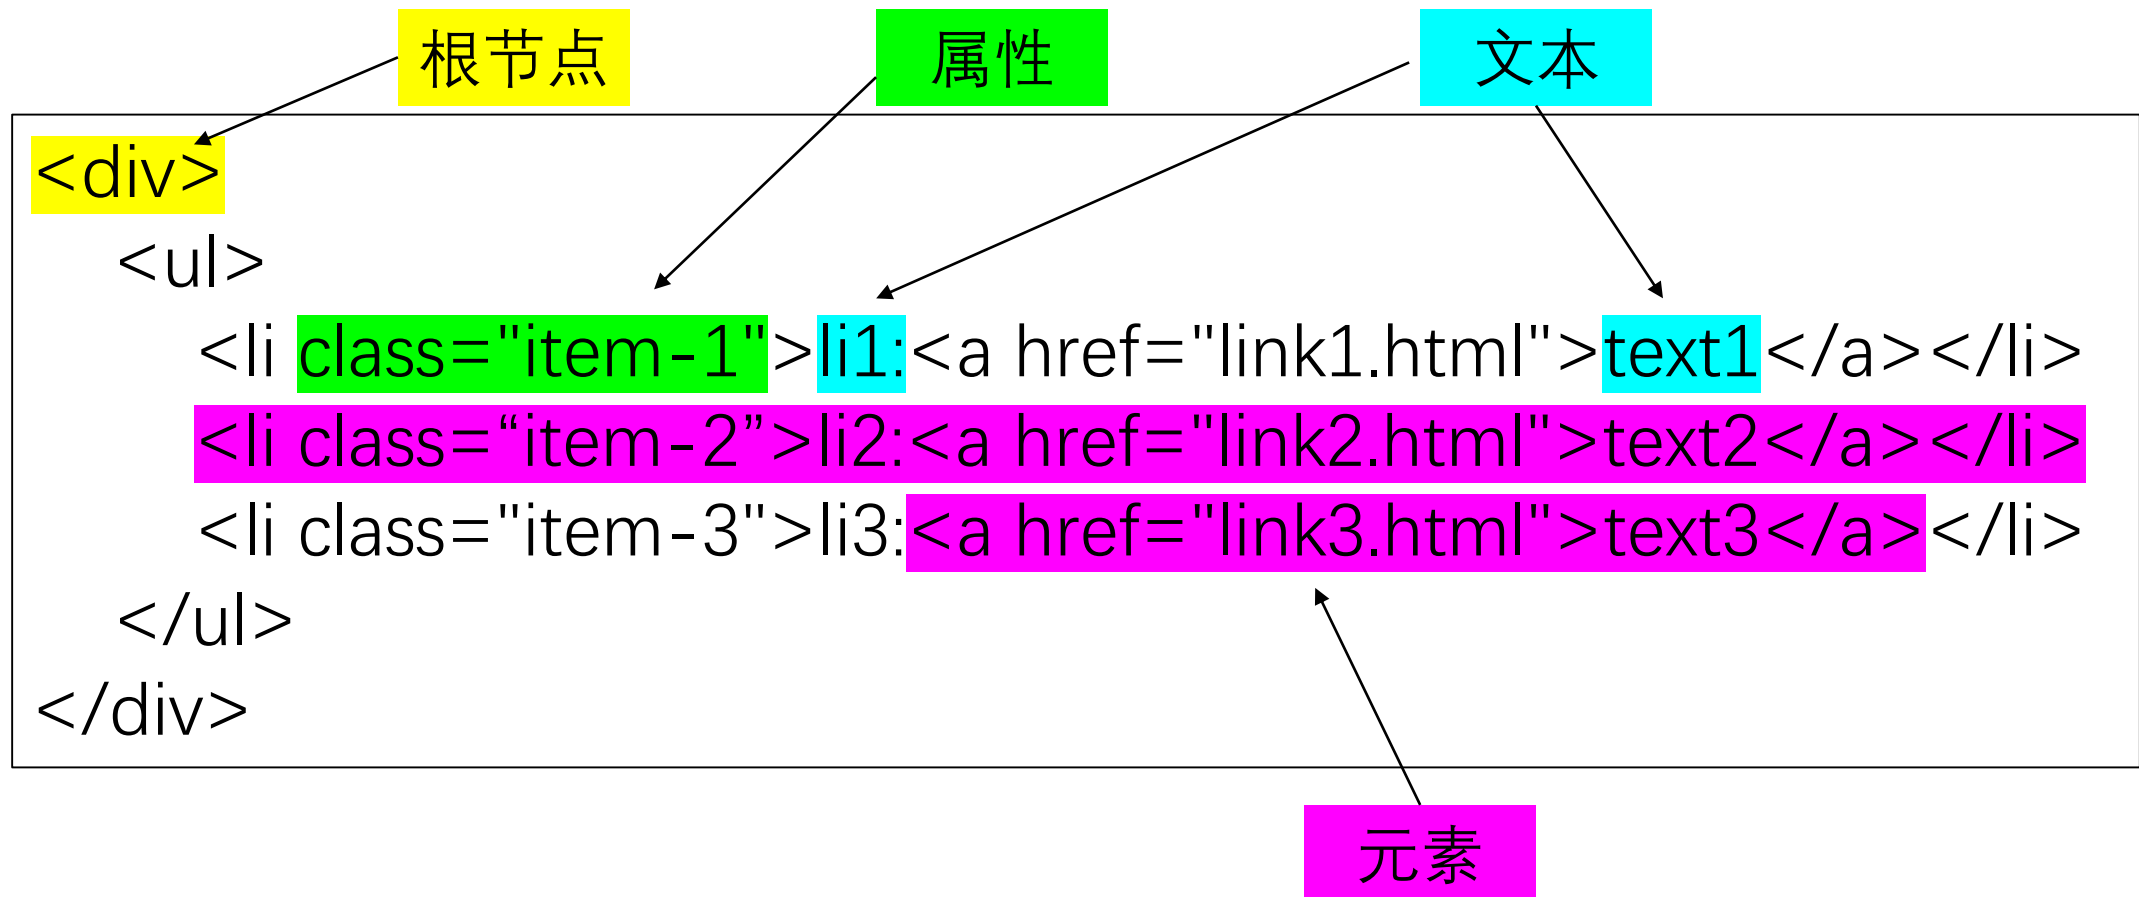 根节点 属性 文本
<div>
<ul>
<li class="item-1">li1:<a href="link1.html">text1</a></li>
<li class=“item-2”>li2:<a href="link2.html">text2</a></li>
<li class="item-3">li3:<a href="link3.html">text3</a></li>
</ul>
</div>
元素